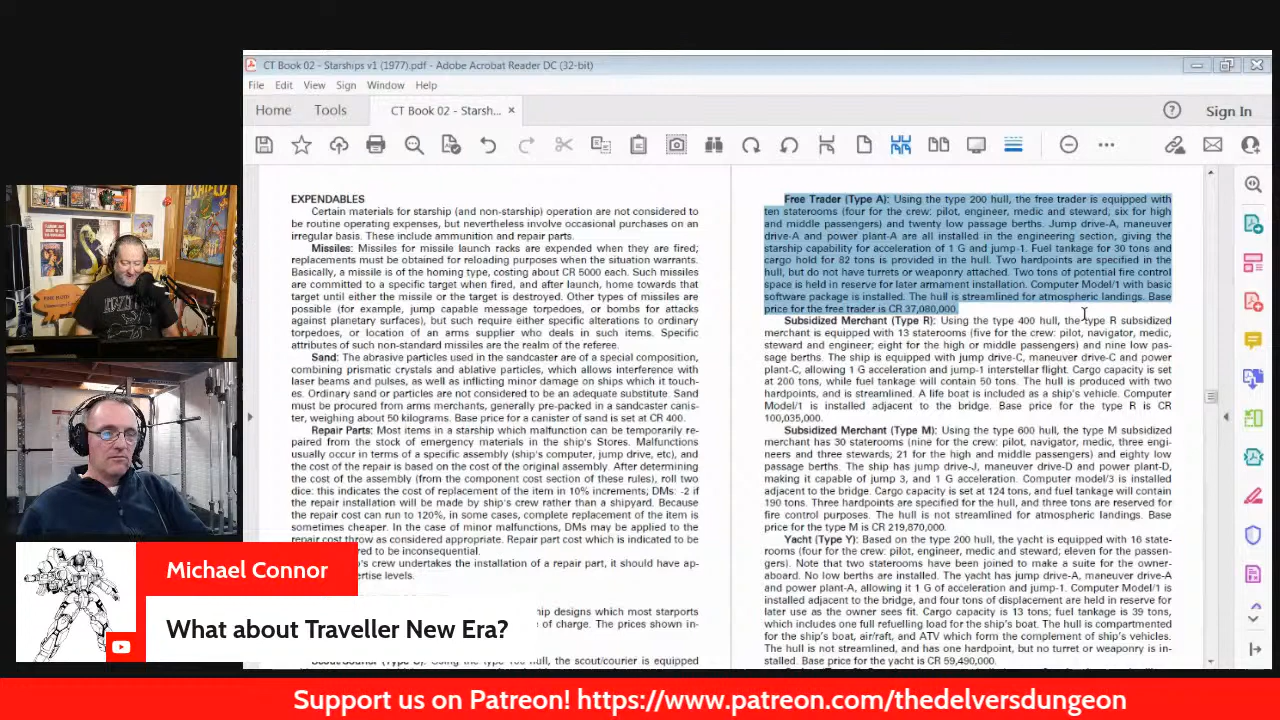 CT Book 02 - Starships v1 (1977).pdf - Adobe Acrobat Reader DC (32-bit)
File Edit View Sign Window Help
Home Tools CT Book 02 - Starsh... × Sign In
EXPENDABLES
Certain materials for starship (and non-starship) operation are not considered to
be routine operating expenses, but nevertheless involve occasional purchases on an
irregular basis. These include ammunition and repair parts.
Missiles: Missiles for missile launch racks are expended when they are fired;
replacements must be obtained for reloading purposes when the situation warrants.
Basically, a missile is of the homing type, costing about CR 5000 each. Such missiles
are committed to a specific target when fired, and after launch, home towards that
target until either the missile or the target is destroyed. Other types of missiles are
possible (for example, jump capable message torpedoes, or bombs for attacks
against planetary surfaces), but such require either specific alterations to ordinary
torpedoes, or location of an arms supplier who deals in such items. Specific
attributes of such non-standard missiles are the realm of the referee.
Sand: The abrasive particles used in the sandcaster are of a special composition,
combining prismatic crystals and ablative particles, which allows interference with
laser beams and pulses, as well as inflicting minor damage on ships which it touch-
es. Ordinary sand or particles are not considered to be an adequate substitute. Sand
must be procured from arms merchants, generally pre-packed in a sandcaster canis-
ter, weighing about 50 kilograms. Base price for a canister of sand is set at CR 400.
Repair Parts: Most items in a starship which malfunction can be temporarily re-
paired from the stock of emergency materials in the ship's Stores. Malfunctions
usually occur in terms of a specific assembly (ship's computer, jump drive, etc), and
the cost of the repair is based on the cost of the original assembly. After determining
the cost of the assembly (from the component cost section of these rules), roll two
dice: this indicates the cost of replacement of the item in 10% increments; DMs: -2 if
the repair installation will be made by ship's crew rather than a shipyard. Because
the repair cost can run to 120%, in some cases, complete replacement of the item is
sometimes cheaper. In the case of minor malfunctions, DMs may be applied to the
repair cost throw as considered appropriate. Repair part cost which is indicated to be
red to be inconsequential.
's crew undertakes the installation of a repair part, it should have ap-
ertise levels.
hip designs which most starports
e of charge. The prices shown in-
Using the type 100 hull, the scout/courier is equipped
Free Trader (Type A): Using the type 200 hull, the free trader is equipped with
ten staterooms (four for the crew: pilot, engineer, medic and steward; six for high
and middle passengers) and twenty low passage berths. Jump drive-A, maneuver
drive-A and power plant-A are all installed in the engineering section, giving the
starship capability for acceleration of 1 G and jump-1. Fuel tankage for 30 tons and
cargo hold for 82 tons is provided in the hull. Two hardpoints are specified in the
hull, but do not have turrets or weaponry attached. Two tons of potential fire control
space is held in reserve for later armament installation. Computer Model/1 with basic
software package is installed. The hull is streamlined for atmospheric landings. Base
price for the free trader is CR 37,080,000.
Subsidized Merchant (Type R): Using the type 400 hull, the type R subsidized
merchant is equipped with 13 staterooms (five for the crew: pilot, navigator, medic,
steward and engineer; eight for the high or middle passengers) and nine low pas-
sage berths. The ship is equipped with jump drive-C, maneuver drive-C and power
plant-C, allowing 1 G acceleration and jump-1 interstellar flight. Cargo capacity is set
at 200 tons, while fuel tankage will contain 50 tons. The hull is produced with two
hardpoints, and is streamlined. A life boat is included as a ship's vehicle. Computer
Model/1 is installed adjacent to the bridge. Base price for the type R is CR
100,035,000.
Subsidized Merchant (Type M): Using the type 600 hull, the type M subsidized
merchant has 30 staterooms (nine for the crew: pilot, navigator, medic, three engi-
neers and three stewards; 21 for the high and middle passengers) and eighty low
passage berths. The ship has jump drive-J, maneuver drive-D and power plant-D,
making it capable of jump 3, and 1 G acceleration. Computer model/3 is installed
adjacent to the bridge. Cargo capacity is set at 124 tons, and fuel tankage will contain
190 tons. Three hardpoints are specified for the hull, and three tons are reserved for
fire control purposes. The hull is not streamlined for atmospheric landings. Base
price for the type M is CR 219,870,000.
Yacht (Type Y): Based on the type 200 hull, the yacht is equipped with 16 state-
rooms (four for the crew: pilot, engineer, medic and steward; eleven for the passen-
gers). Note that two staterooms have been joined to make a suite for the owner-
aboard. No low berths are installed. The yacht has jump drive-A, maneuver drive-A
and power plant-A, allowing it 1 G of acceleration and jump-1. Computer Model/1 is
installed adjacent to the bridge, and four tons of displacement are held in reserve for
later use as the owner sees fit. Cargo capacity is 13 tons; fuel tankage is 39 tons,
which includes one full refuelling load for the ship's boat. The hull is compartmented
for the ship's boat, air/raft, and ATV which form the complement of ship's vehicles.
The hull is not streamlined, and has one hardpoint, but no turret or weaponry is in-
stalled. Base price for the yacht is CR 59,490,000.
Michael Connor
What about Traveller New Era?
Support us on Patreon! https://www.patreon.com/thedelversdungeon